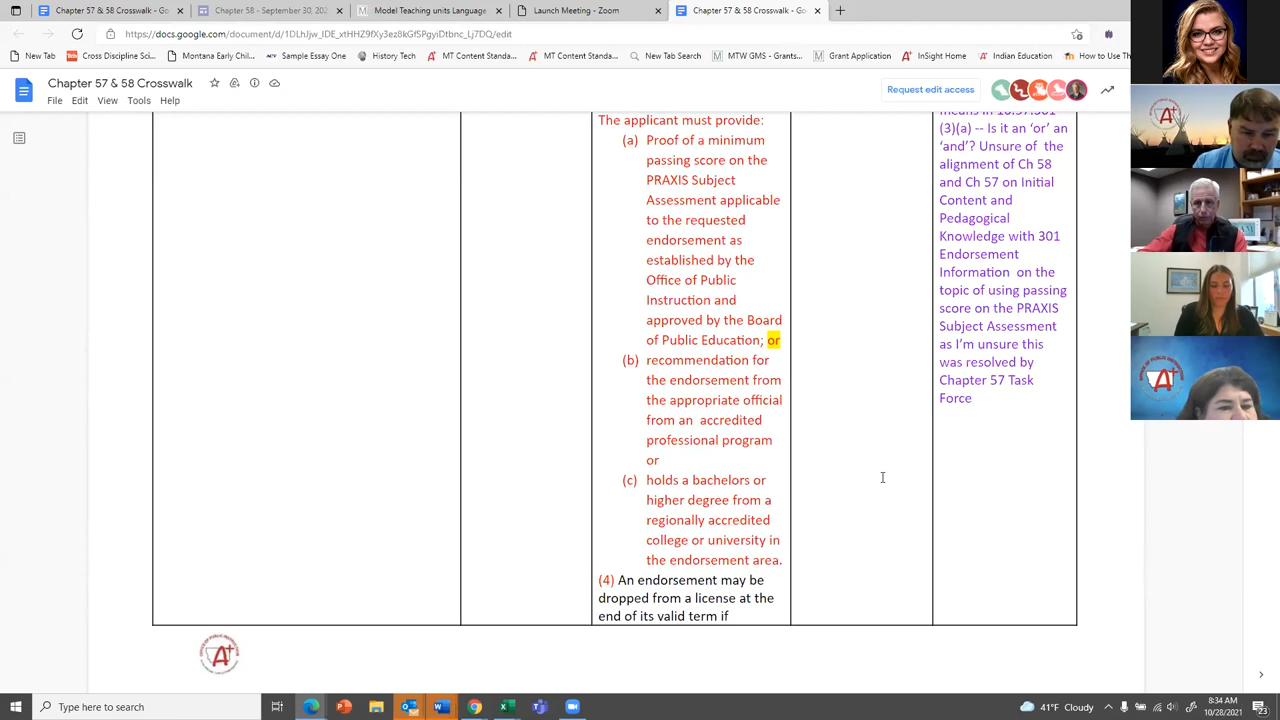 Chapter 57 & 58 Crosswalk - Go
Chapter 58 - September 30, 202
Model Teaching units Language
Launch Meeting - Zoom
Chapter 57 & 58 Crosswalk - Go
New Tab
Cross Discipline Sci...
Montana Early Chil...
Sample Essay Note
History Tech
MT Content Standa...
MT Content Standa...
New Tab Search
MTW GMS - Grants...
Grant Application
InSight Home
Indian Education
How to Use Th
Chapter 57 & 58 Crosswalk
File Edit View Tools Help
Request edit access
The applicant must provide:
(a) Proof of a minimum
passing score on the
PRAXIS Subject
Assessment applicable
to the requested
endorsement as
established by the
Office of Public
Instruction and
approved by the Board
of Public Education; or
(b) recommendation for
the endorsement from
the appropriate official
from an accredited
professional program
or
(c) holds a bachelors or
higher degree from a
regionally accredited
college or university in
the endorsement area.
(4) An endorsement may be
dropped from a license at the
end of its valid term if
means in 10.57.301
(3)(a) -- Is it an 'or' an
'and'? Unsure of the
alignment of Ch 58
and Ch 57 on Initial
Content and
Pedagogical
Knowledge with 301
Endorsement
Information on the
topic of using passing
score on the PRAXIS
Subject Assessment
as I'm unsure this
was resolved by
Chapter 57 Task
Force
A+
Type here to search
41°F Cloudy
8:34 AM
10/28/2021
23